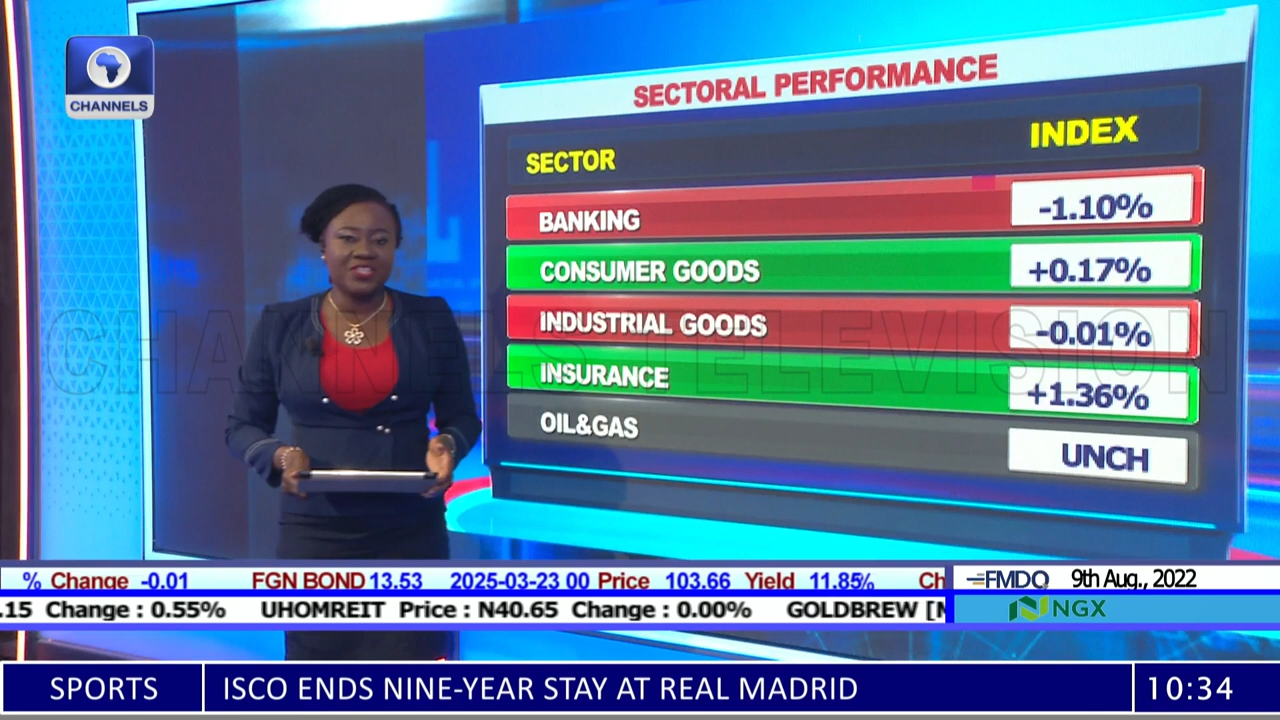 CHANNELS
SECTORAL PERFORMANCE
SECTOR INDEX
BANKING -1.10%
CONSUMER GOODS +0.17%
INDUSTRIAL GOODS -0.01%
INSURANCE +1.36%
OIL&GAS UNCH
CHANNELS TELEVISION
% Change -0.01 FGN BOND 13.53 2025-03-23 00 Price 103.66 Yield 11.85% Ch
FMDQ 9th Aug., 2022
.15 Change : 0.55% UHOMREIT Price : N40.65 Change : 0.00% GOLDBREW [
NGX
SPORTS ISCO ENDS NINE-YEAR STAY AT REAL MADRID 10:34